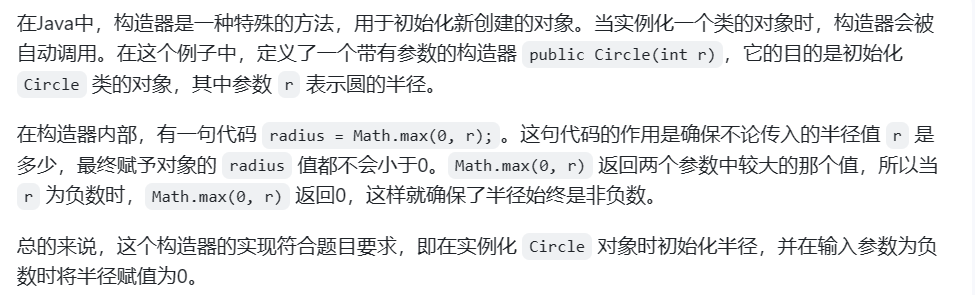 在Java中，构造器是一种特殊的方法，用于初始化新创建的对象。当实例化一个类的对象时，构造器会被
自动调用。在这个例子中，定义了一个带有参数的构造器 public Circle(int r) ，它的目的是初始化
Circle 类的对象，其中参数 r 表示圆的半径。
在构造器内部，有一句代码 radius = Math.max(0, r); 。这句代码的作用是确保不论传入的半径值 r 是
多少，最终赋予对象的 radius 值都不会小于0。 Math.max(0, r) 返回两个参数中较大的那个值，所以当
r 为负数时， Math.max(0, r) 返回0，这样就确保了半径始终是非负数。
总的来说，这个构造器的实现符合题目要求，即在实例化 Circle 对象时初始化半径，并在输入参数为负
数时将半径赋值为0。